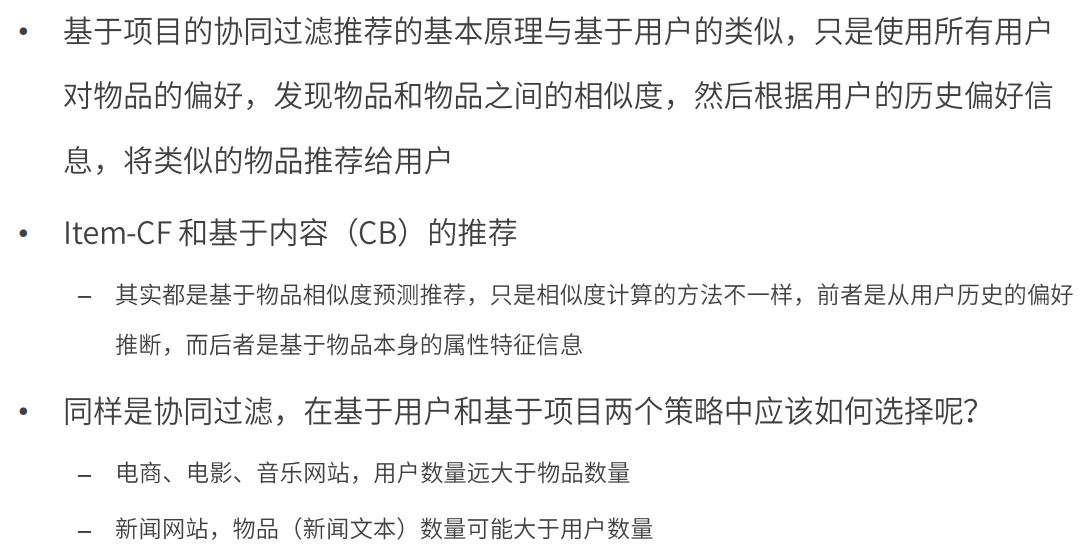 • 基于项目的协同过滤推荐的基本原理与基于用户的类似，只是使用所有用户
对物品的偏好，发现物品和物品之间的相似度，然后根据用户的历史偏好信
息，将类似的物品推荐给用户
• Item-CF 和基于内容（CB）的推荐
– 其实都是基于物品相似度预测推荐，只是相似度计算的方法不一样，前者是从用户历史的偏好
推断，而后者是基于物品本身的属性特征信息
• 同样是协同过滤，在基于用户和基于项目两个策略中应该如何选择呢？
– 电商、电影、音乐网站，用户数量远大于物品数量
– 新闻网站，物品（新闻文本）数量可能大于用户数量